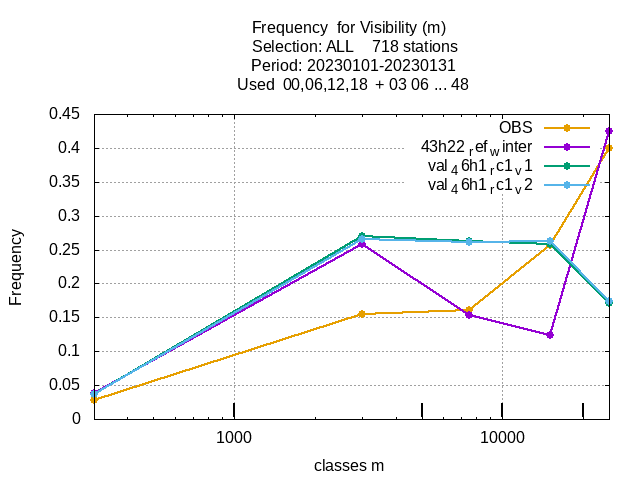 Frequency  for Visibility (m)
Selection: ALL    718 stations
Period: 20230101-20230131
Used  00,06,12,18  + 03 06 ... 48
0.45
0.4
0.35
0.3
0.25
0.2
0.15
0.1
0.05
0
Frequency
OBS
43h22_ref_winter
val_46h1_rc1_v1
val_46h1_rc1_v2
1000
10000
classes m